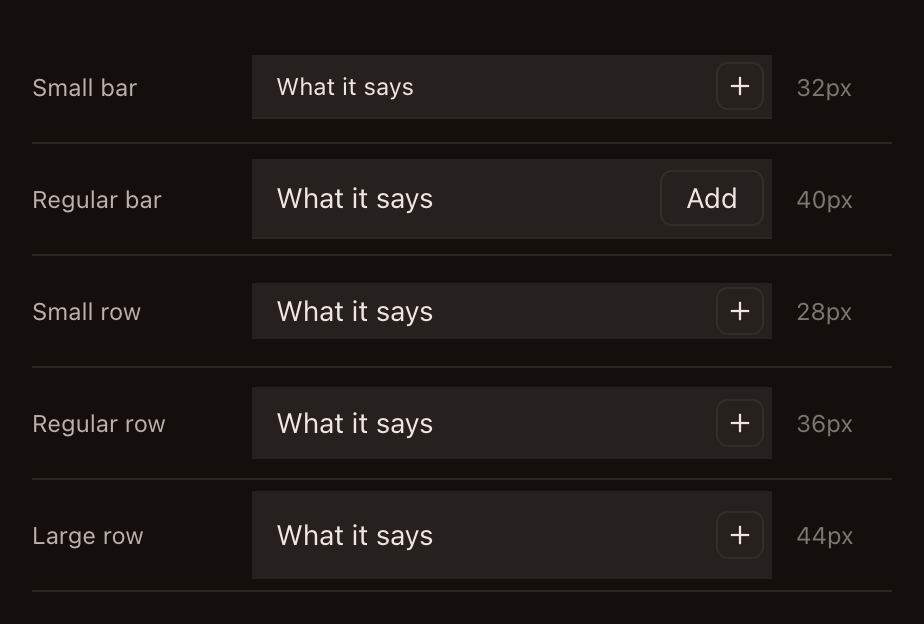 Small bar What it says + 32px
Regular bar What it says Add 40px
Small row What it says + 28px
Regular row What it says + 36px
Large row What it says + 44px